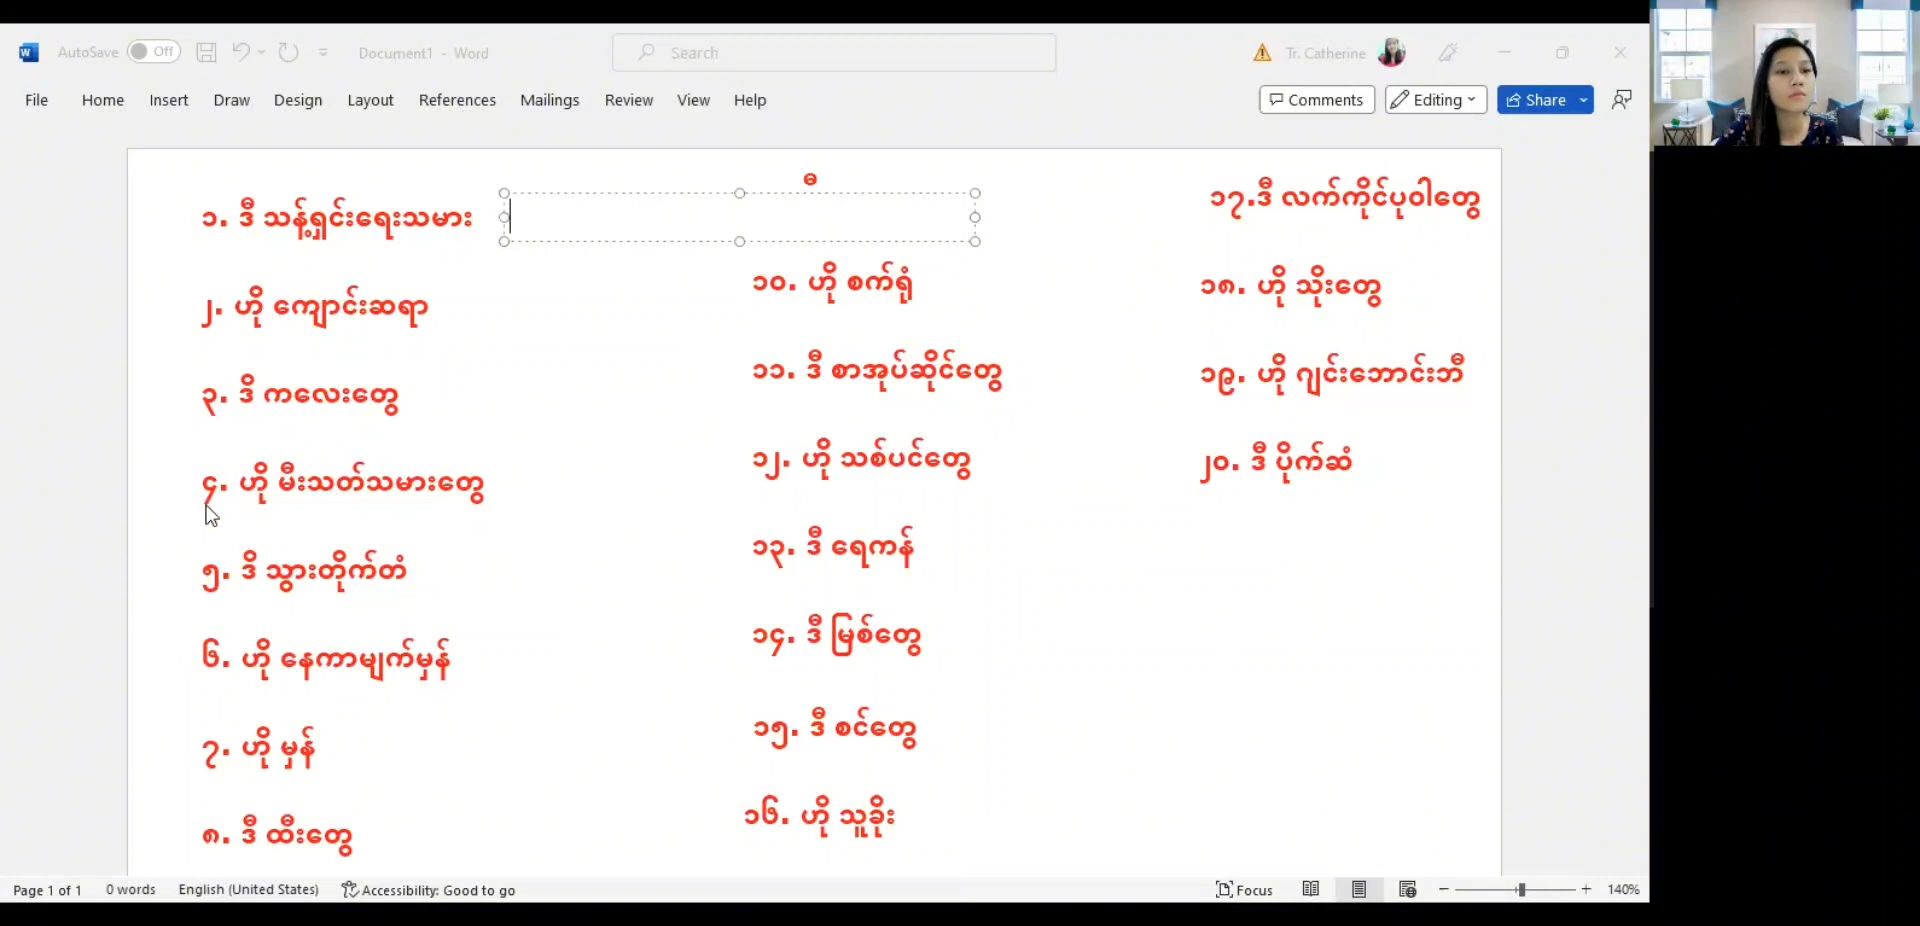 AutoSave Off Document1 - Word Search Tr. Catherine
File Home Insert Draw Design Layout References Mailings Review View Help Comments Editing Share
၁. ဒီ သန့်ရှင်းရေးသမား
၂. ဟို ကျောင်းဆရာ
၃. ဒီ ကလေးတွေ
၄. ဟို မီးသတ်သမားတွေ
၅. ဒီ သွားတိုက်တံ
၆. ဟို နေကာမျက်မှန်
၇. ဟို မှန်
၈. ဒီ ထီးတွေ
၁၀. ဟို စက်ရုံ
၁၁. ဒီ စာအုပ်ဆိုင်တွေ
၁၂. ဟို သစ်ပင်တွေ
၁၃. ဒီ ရေကန်
၁၄. ဒီ မြစ်တွေ
၁၅. ဒီ စင်တွေ
၁၆. ဟို သူခိုး
၁၇.ဒီ လက်ကိုင်ပုဝါတွေ
၁၈. ဟို သိုးတွေ
၁၉. ဟို ဂျင်းဘောင်းဘီ
၂၀. ဒီ ပိုက်ဆံ
Page 1 of 1 0 words English (United States) Accessibility: Good to go Focus 140%